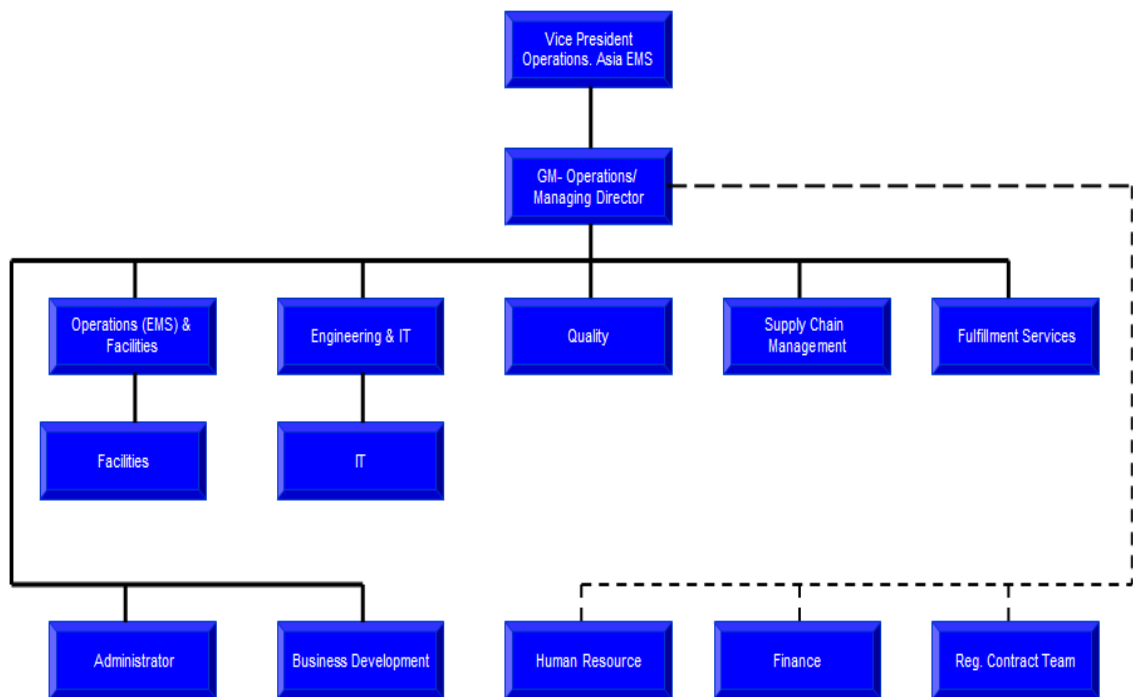 Vice President
Operations. Asia EMS
GM- Operations/
Managing Director
Operations (EMS) &
Facilities
Engineering & IT
Quality
Supply Chain
Management
Fulfillment Services
Facilities
IT
Administrator
Business Development
Human Resource
Finance
Reg. Contract Team